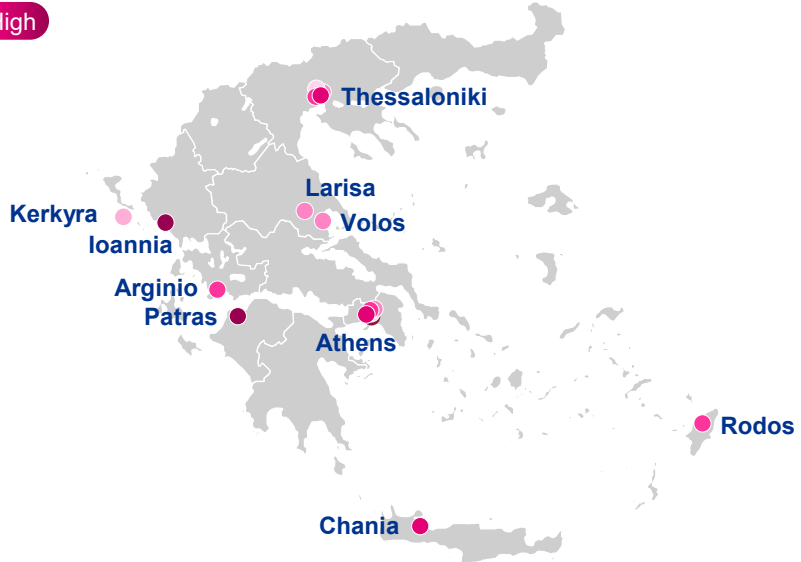 High
Thessaloniki
Larisa
Kerkyra
Volos
Ioannia
Arginio
Patras
Athens
Rodos
Chania